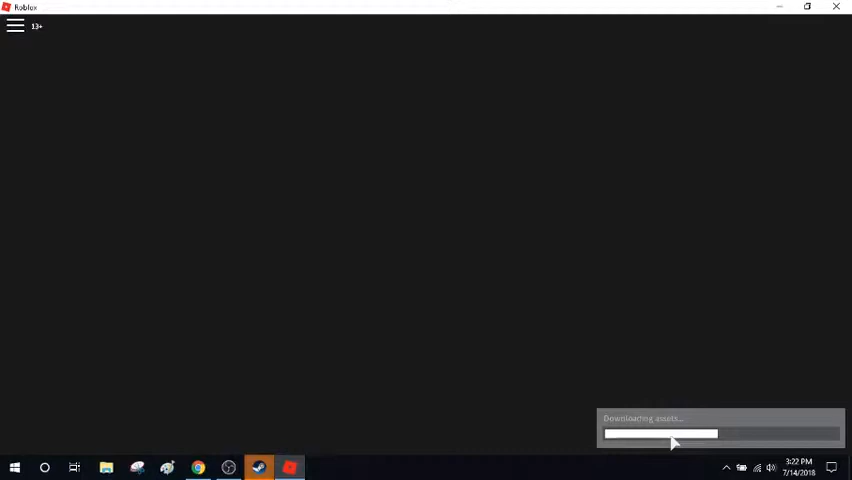 Roblox
13+
Downloading assets...
3:22 PM
7/14/2018